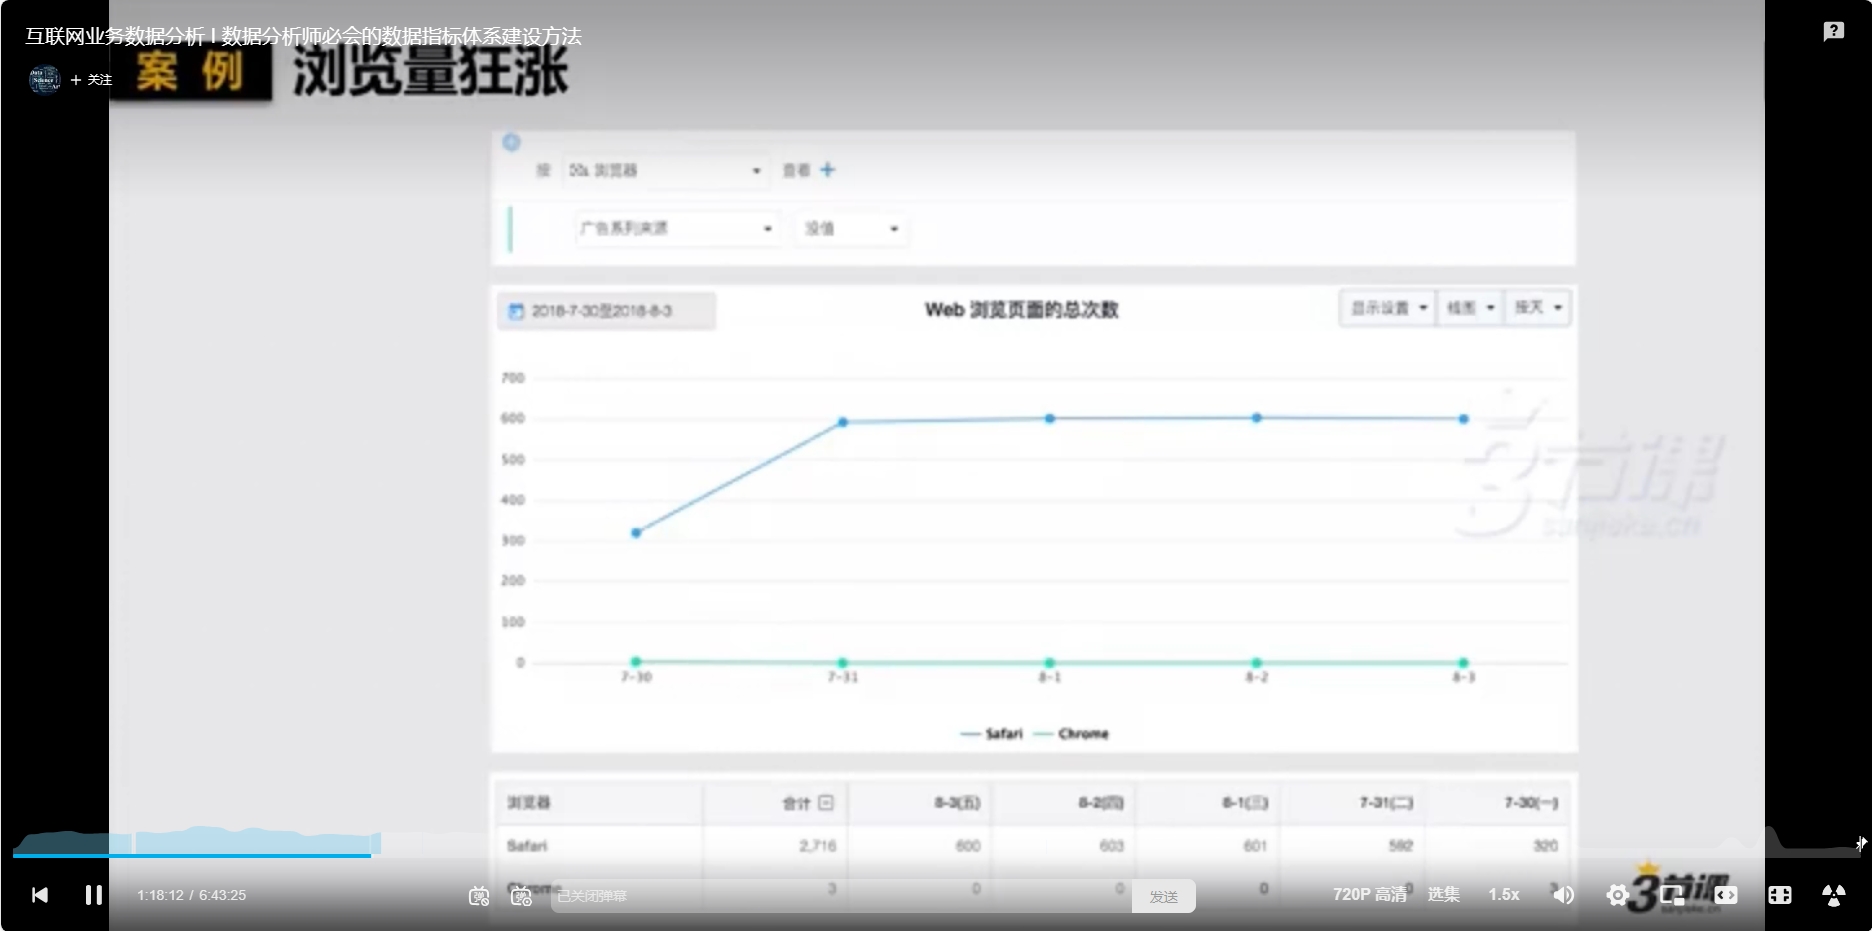 互联网业务数据分析 | 数据分析师必会的数据指标体系建设方法
+ 关注
案例 浏览量狂涨
按 浏览器 查看 +
广告系列来源 没值
2018-7-30至2018-8-3
Web 浏览页面的总次数
显示设置 线图 按天
700
600
500
400
300
200
100
0
7-30 7-31 8-1 8-2 8-3
Safari Chrome
3节课
sanjieke.cn
浏览器 合计 8-3(五) 8-2(四) 8-1(三) 7-31(二) 7-30(一)
Safari 2,716 600 603 601 592 320
Chrome 3 0 0 0 0 3
1:18:12 / 6:43:25
已关闭弹幕
发送
720P 高清 选集 1.5x
3节课